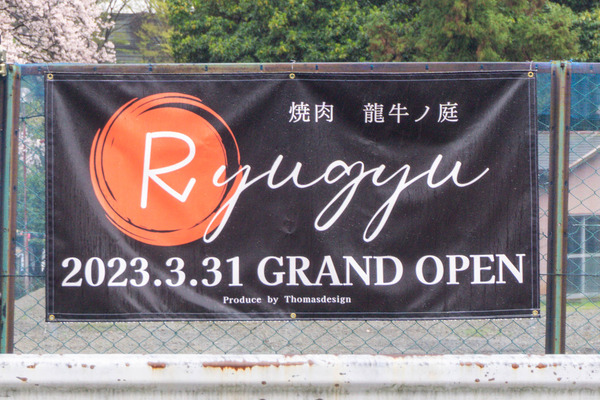 焼肉　龍牛ノ庭
Ryugyu
2023.3.31 GRAND OPEN
Produce by Thomasdesign